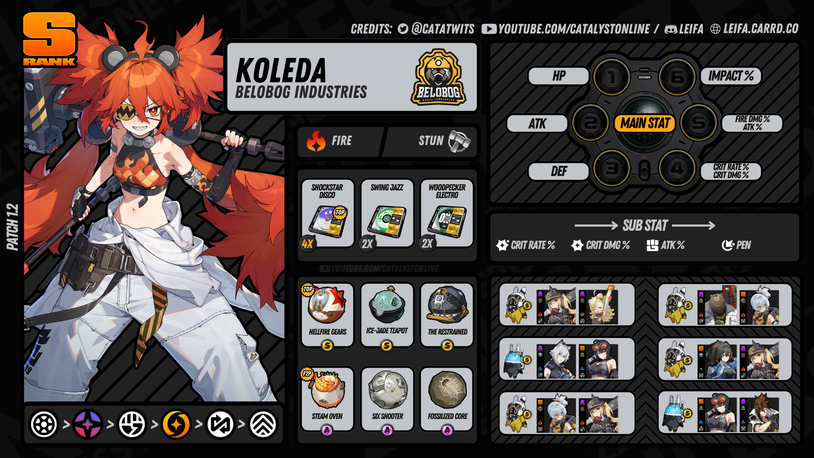 S
RANK
CREDITS: @CATATWITS YOUTUBE.COM/CATALYSTONLINE / LEIFA LEIFA.CARRD.CO
KOLEDA
BELOBOG INDUSTRIES
BELOBOG
FIRE
STUN
SHOCKSTAR
DISCO
TOP
4X
SWING JAZZ
2X
WOODPECKER
ELECTRO
2X
YOUTUBE.COM/CATALYSTONLINE
TOP
HELLFIRE GEARS
S
ICE-JADE TEAPOT
S
THE RESTRAINED
S
F2P
STEAM OVEN
A
SIX SHOOTER
A
FOSSILIZED CORE
A
PATCH 1.2
> > > > >
HP
1
6
IMPACT %
ATK
2
MAIN STAT
5
FIRE DMG %
ATK %
DEF
3
4
CRIT RATE %
CRIT DMG %
SUB STAT
CRIT RATE %
CRIT DMG %
ATK %
PEN
S
S
S
S
S
S